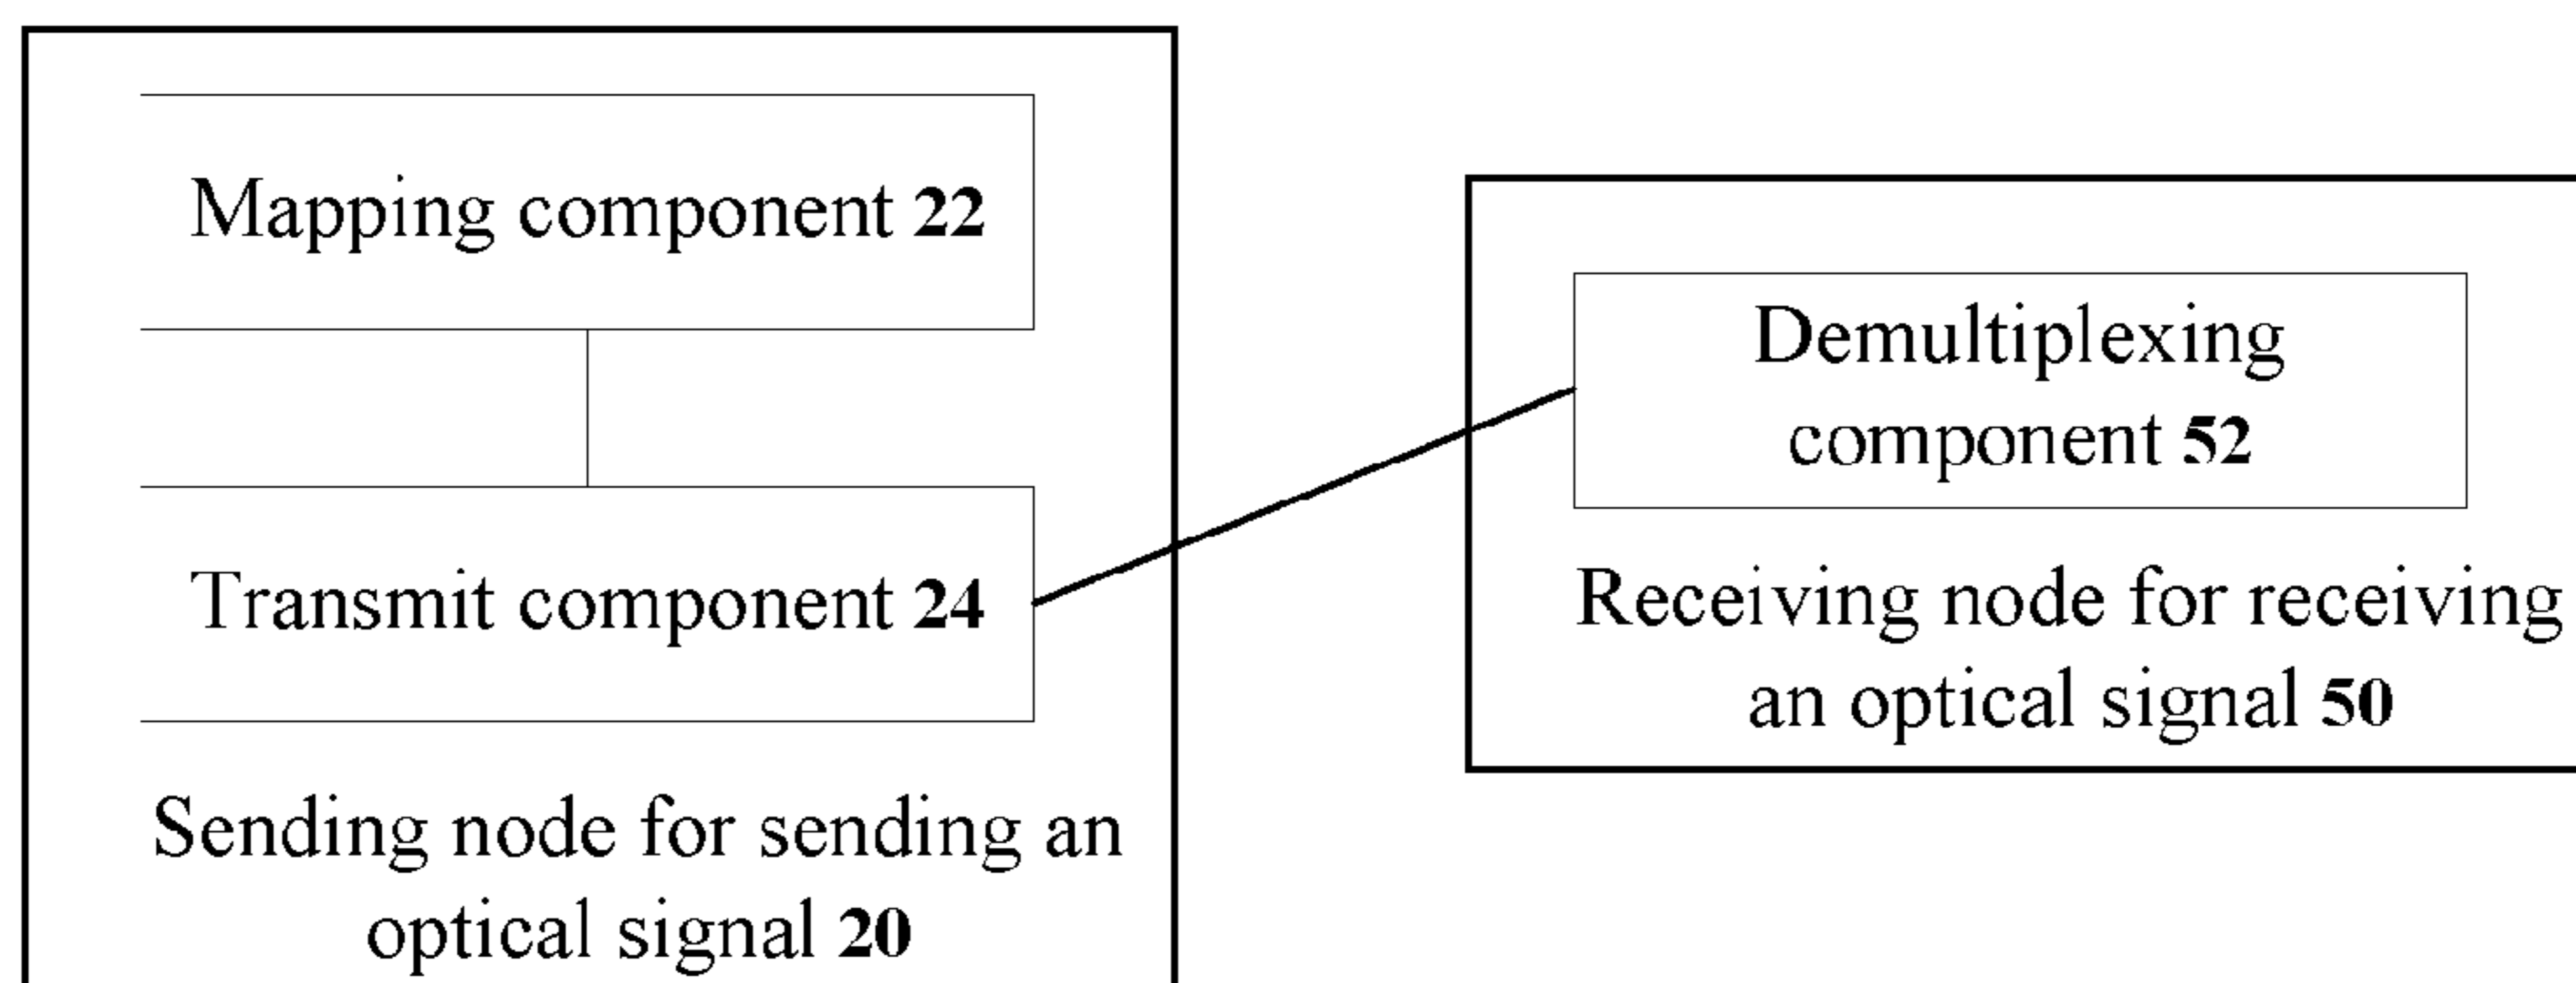 Mapping component 22
Transmit component 24
Sending node for sending an
optical signal 20
Demultiplexing
component 52
Receiving node for receiving
an optical signal 50